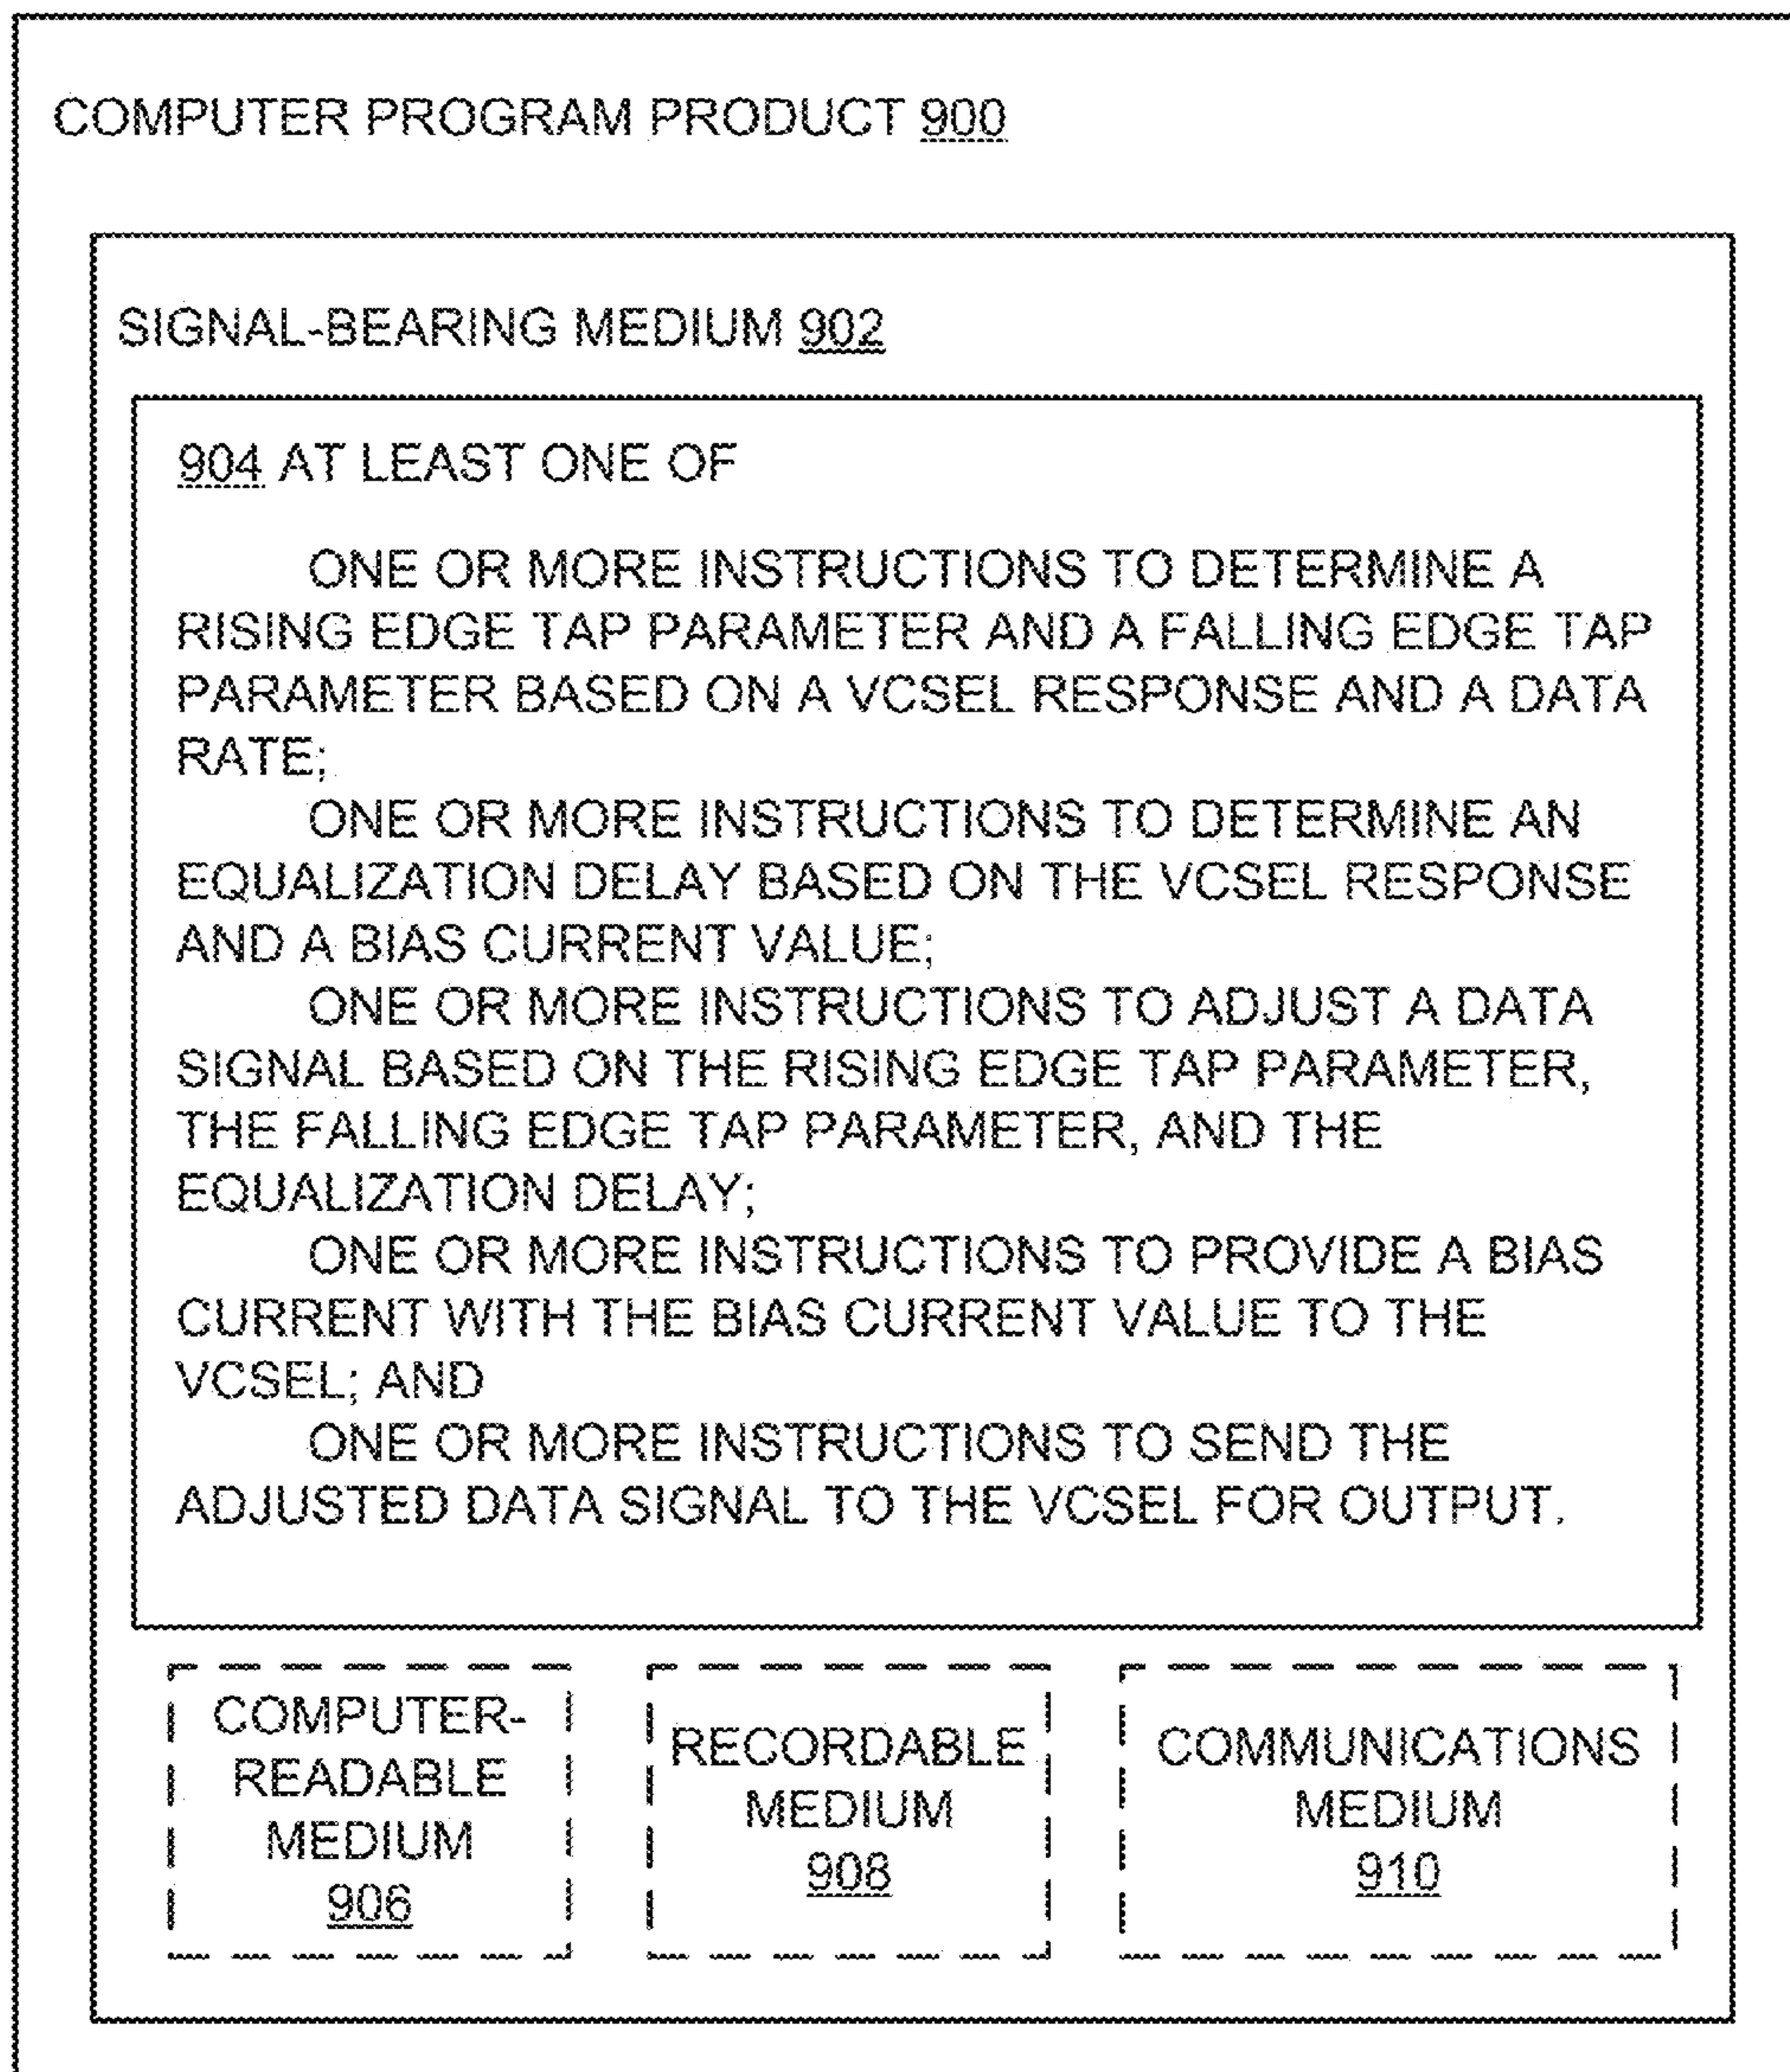 COMPUTER PROGRAM PRODUCT 900
SIGNAL-BEARING MEDIUM 902
904 AT LEAST ONE OF
ONE OR MORE INSTRUCTIONS TO DETERMINE A
RISING EDGE TAP PARAMETER AND A FALLING EDGE TAP
PARAMETER BASED ON A VCSEL RESPONSE AND A DATA
RATE;
ONE OR MORE INSTRUCTIONS TO DETERMINE AN
EQUALIZATION DELAY BASED ON THE VCSEL RESPONSE
AND A BIAS CURRENT VALUE;
ONE OR MORE INSTRUCTIONS TO ADJUST A DATA
SIGNAL BASED ON THE RISING EDGE TAP PARAMETER,
THE FALLING EDGE TAP PARAMETER, AND THE
EQUALIZATION DELAY;
ONE OR MORE INSTRUCTIONS TO PROVIDE A BIAS
CURRENT WITH THE BIAS CURRENT VALUE TO THE
VCSEL; AND
ONE OR MORE INSTRUCTIONS TO SEND THE
ADJUSTED DATA SIGNAL TO THE VCSEL FOR OUTPUT.
COMPUTER-
READABLE
MEDIUM
906
RECORDABLE
MEDIUM
908
COMMUNICATIONS
MEDIUM
910